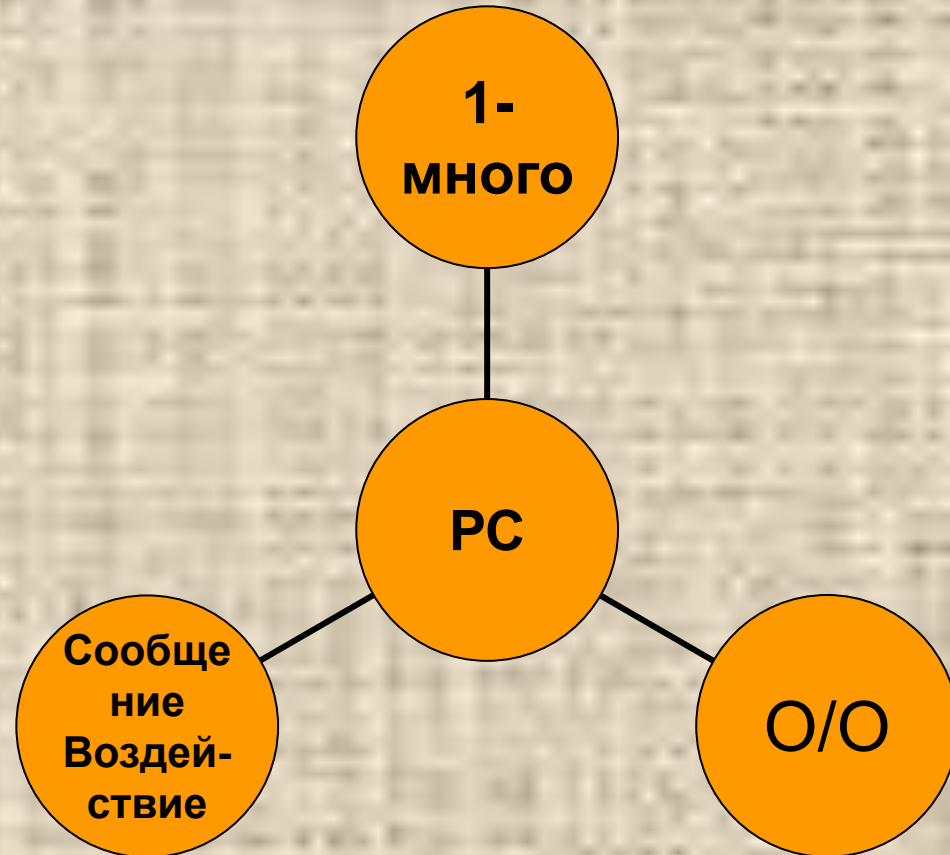 1-
много
РС
Сообще
ние
Воздей-
ствие
О/О